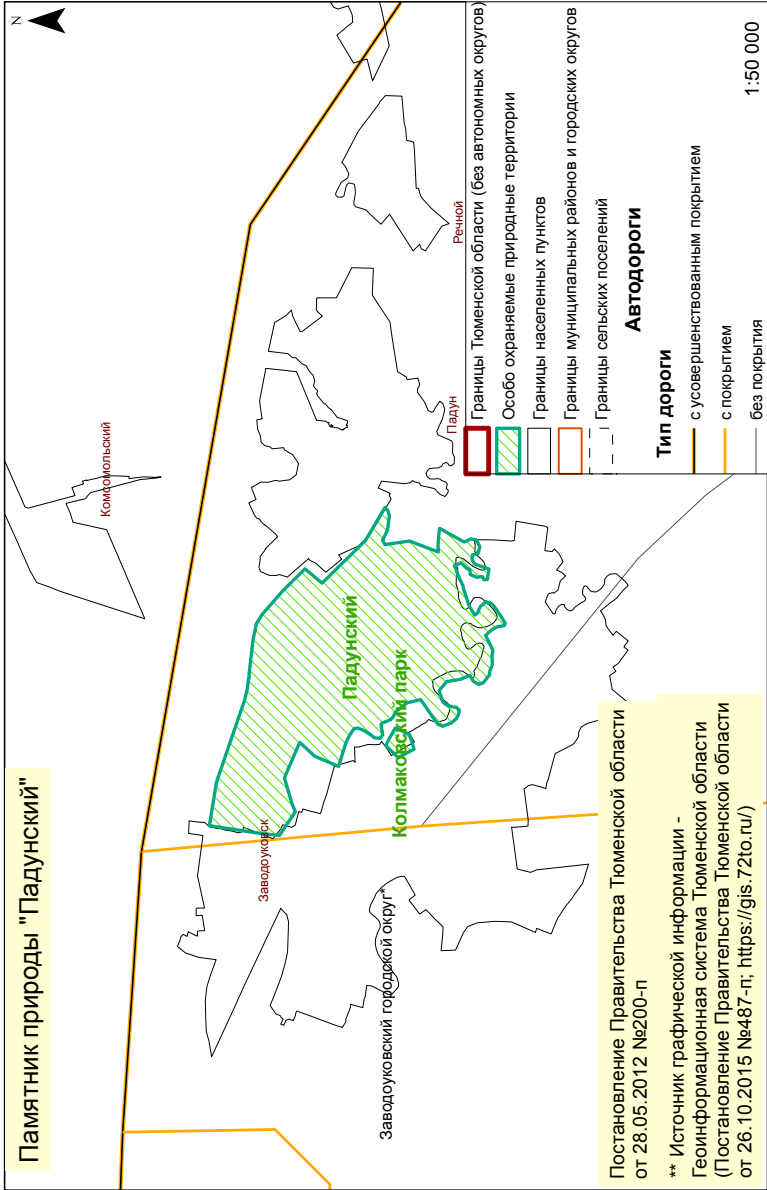 Памятник природы "Падунский"
N
Комсомольский
Заводоуковск
Падунский
Колмаковский парк
Падун
Речной
Заводоуковский городской округ*
Постановление Правительства Тюменской области
от 28.05.2012 №200-п
** Источник графической информации -
Геоинформационная система Тюменской области
(Постановление Правительства Тюменской области
от 26.10.2015 №487-п; https://gis.72to.ru/)
Границы Тюменской области (без автономных округов)
Особо охраняемые природные территории
Границы населенных пунктов
Границы муниципальных районов и городских округов
Границы сельских поселений
Автодороги
Тип дороги
с усовершенствованным покрытием
с покрытием
без покрытия
1:50 000